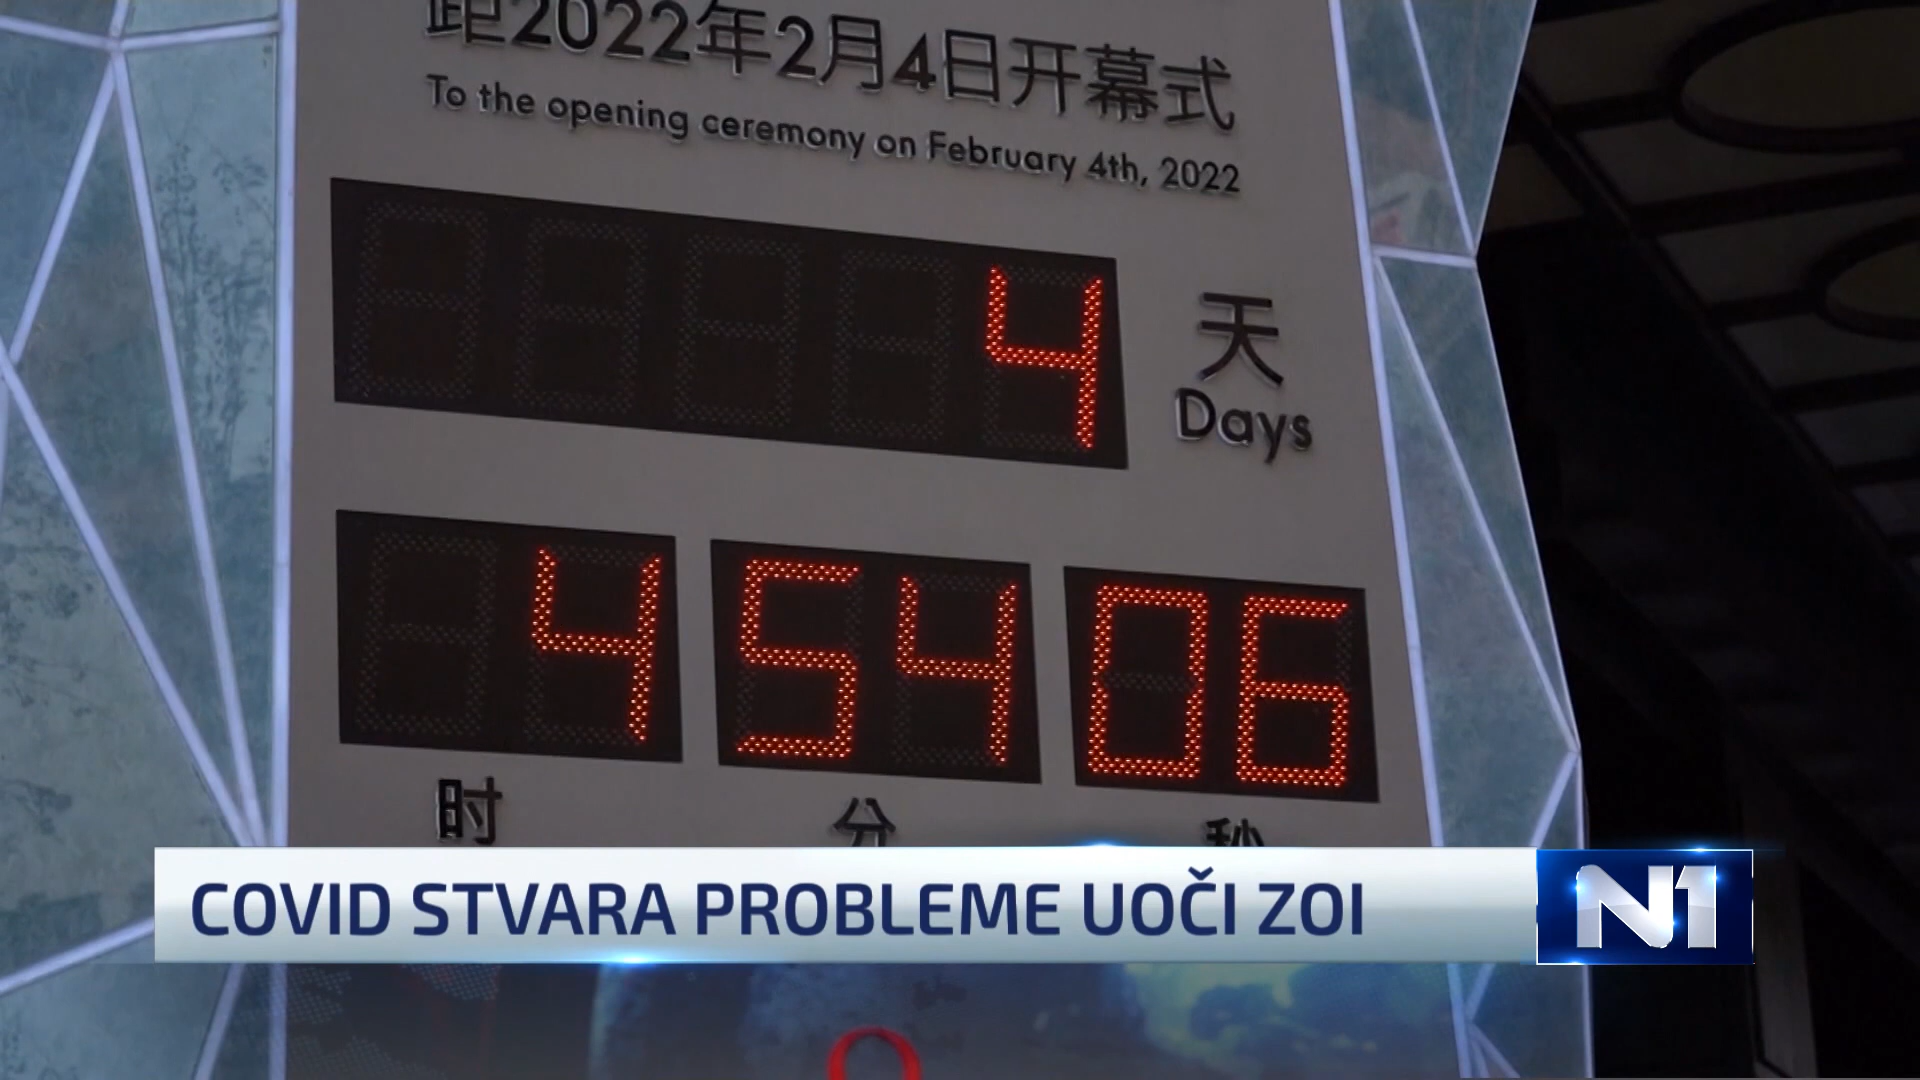 距2022年2月4日开幕式
To the opening ceremony on February 4th, 2022
4
天
Days
4 54 06
时 分 秒
COVID STVARA PROBLEME UOČI ZOI
N1